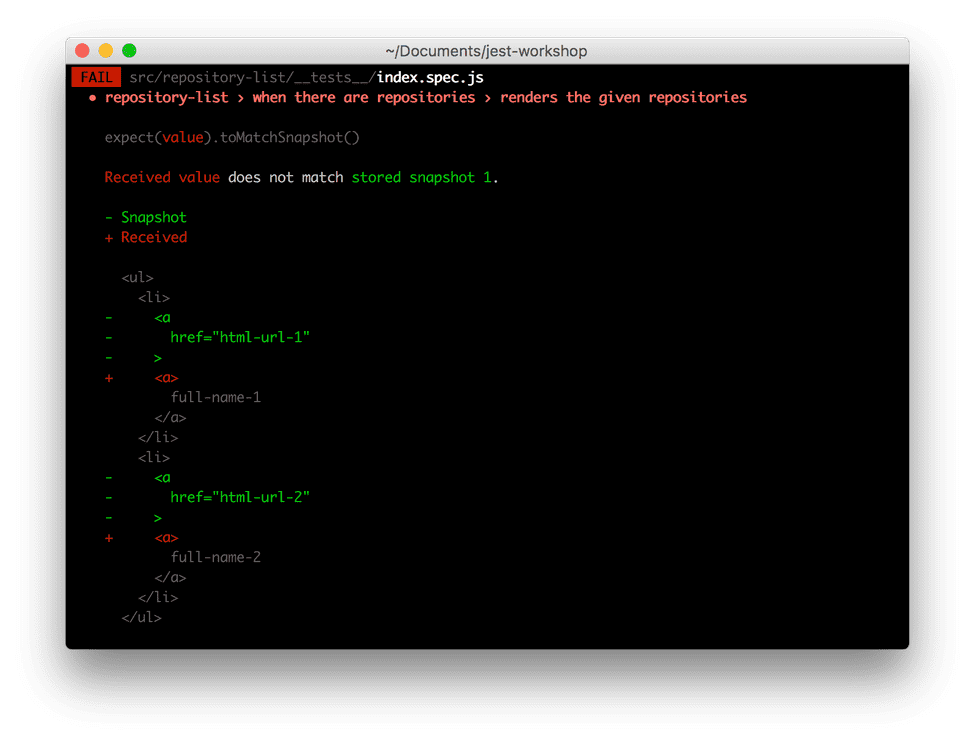 ~/Documents/jest-workshop
FAIL src/repository-list/__tests__/index.spec.js
● repository-list › when there are repositories › renders the given repositories
expect(value).toMatchSnapshot()
Received value does not match stored snapshot 1.
- Snapshot
+ Received
<ul>
<li>
- <a
- href="html-url-1"
- >
+ <a>
full-name-1
</a>
</li>
<li>
- <a
- href="html-url-2"
- >
+ <a>
full-name-2
</a>
</li>
</ul>